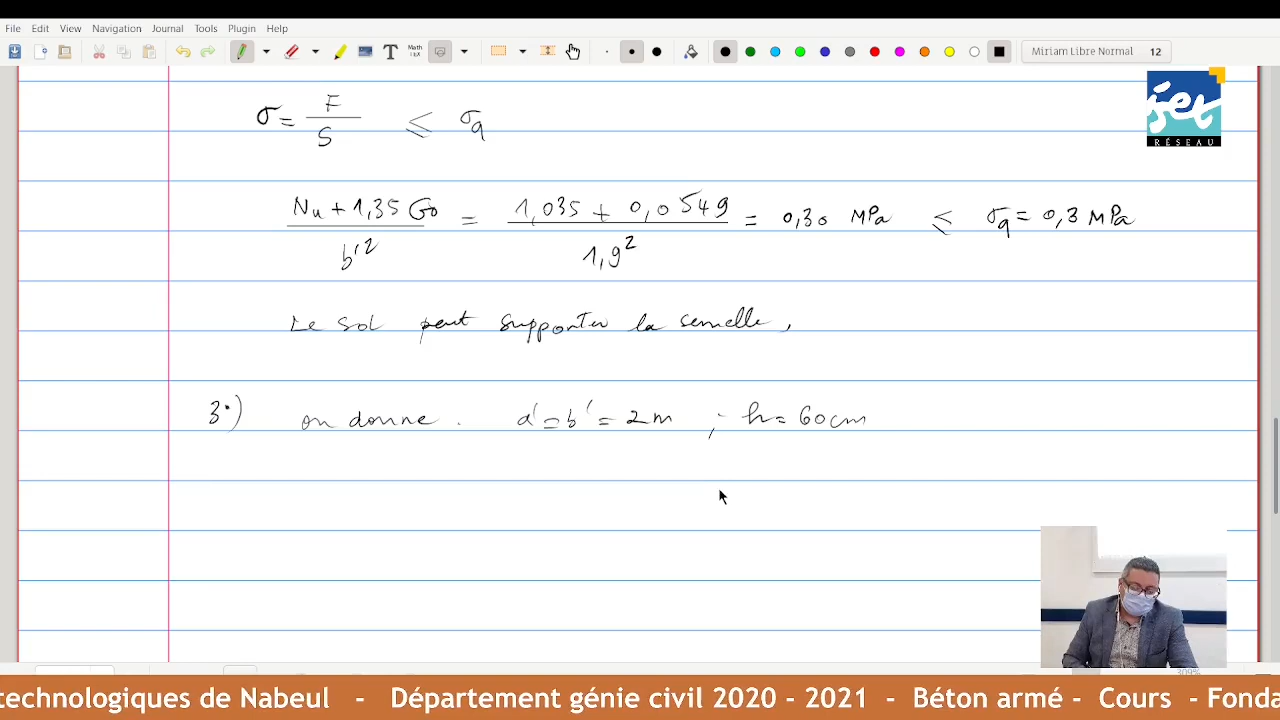 File Edit View Navigation Journal Tools Plugin Help
Math
Miriam Libre Normal 12
iset
RÉSEAU
σ = F/S ≤ σq
(Nu + 1,35 G0)/b'² = (1,035 + 0,0549)/1,9² = 0,30 MPa ≤ σq = 0,3 MPa
Le sol peut supporter la semelle,
3°) on donne. a' = b' = 2m ; h = 60cm
309%
technologiques de Nabeul - Département génie civil 2020 - 2021 - Béton armé - Cours - Fonda